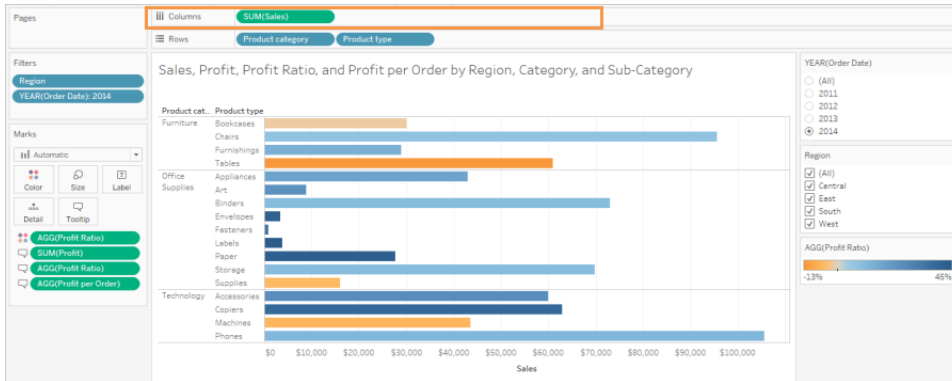 Pages
Columns
SUM(Sales)
Rows
Product category
Product type
Filters
Region
YEAR(Order Date): 2014
Marks
Automatic
Color
Size
Label
Detail
Tooltip
AGG(Profit Ratio)
SUM(Profit)
AGG(Profit Ratio)
AGG(Profit per Order)
Sales, Profit, Profit Ratio, and Profit per Order by Region, Category, and Sub-Category
Product cat.. Product type
Furniture
Bookcases
Chairs
Furnishings
Tables
Office
Supplies
Appliances
Art
Binders
Envelopes
Fasteners
Labels
Paper
Storage
Supplies
Technology
Accessories
Copiers
Machines
Phones
$0 $10,000 $20,000 $30,000 $40,000 $50,000 $60,000 $70,000 $80,000 $90,000 $100,000
Sales
YEAR(Order Date)
(All)
2011
2012
2013
2014
Region
(All)
Central
East
South
West
AGG(Profit Ratio)
-13% 45%